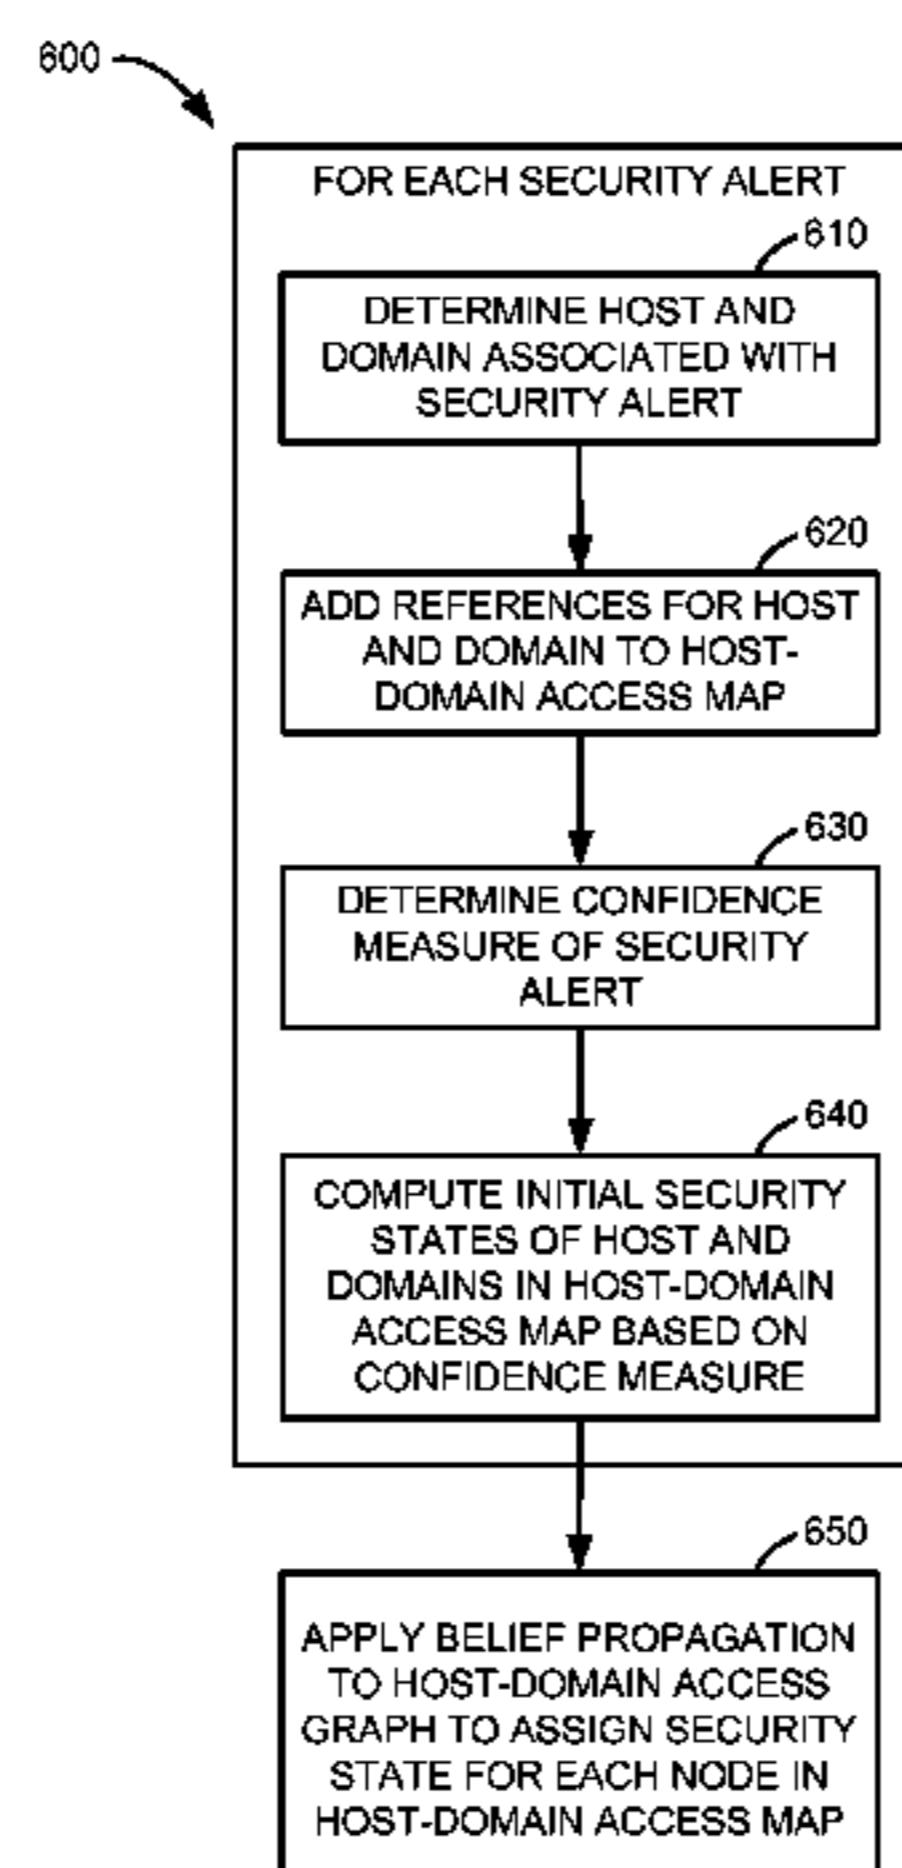 600
FOR EACH SECURITY ALERT
610
DETERMINE HOST AND
DOMAIN ASSOCIATED WITH
SECURITY ALERT
620
ADD REFERENCES FOR HOST
AND DOMAIN TO HOST-
DOMAIN ACCESS MAP
630
DETERMINE CONFIDENCE
MEASURE OF SECURITY
ALERT
640
COMPUTE INITIAL SECURITY
STATES OF HOST AND
DOMAINS IN HOST-DOMAIN
ACCESS MAP BASED ON
CONFIDENCE MEASURE
650
APPLY BELIEF PROPAGATION
TO HOST-DOMAIN ACCESS
GRAPH TO ASSIGN SECURITY
STATE FOR EACH NODE IN
HOST-DOMAIN ACCESS MAP